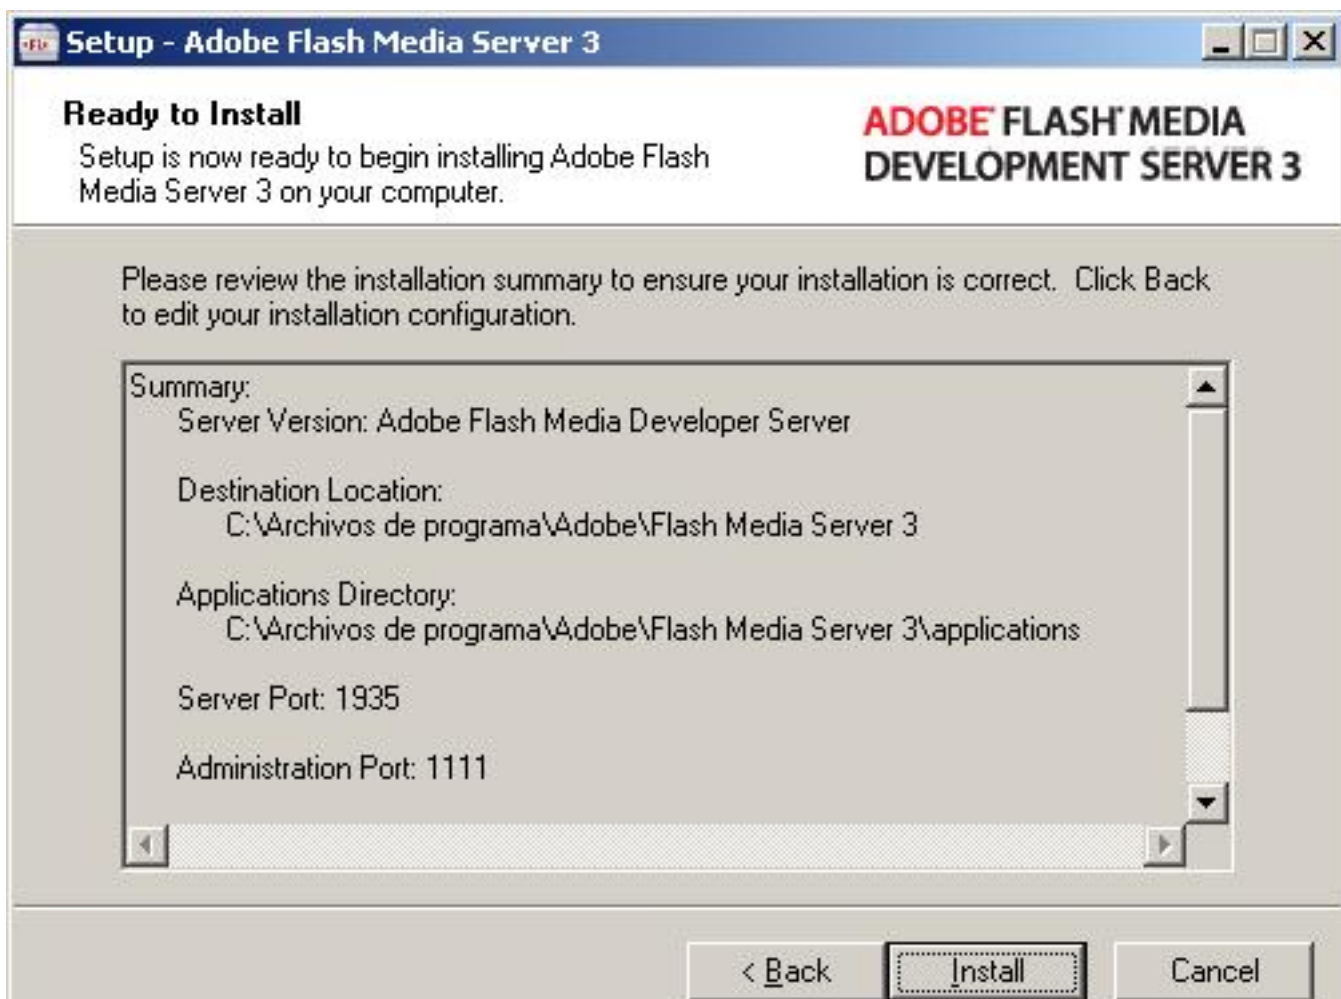 Setup - Adobe Flash Media Server 3
Ready to Install
Setup is now ready to begin installing Adobe Flash
Media Server 3 on your computer.
ADOBE FLASH MEDIA
DEVELOPMENT SERVER 3
Please review the installation summary to ensure your installation is correct.  Click Back
to edit your installation configuration.
Summary:
Server Version: Adobe Flash Media Developer Server
Destination Location:
C:\Archivos de programa\Adobe\Flash Media Server 3
Applications Directory:
C:\Archivos de programa\Adobe\Flash Media Server 3\applications
Server Port: 1935
Administration Port: 1111
< Back
Install
Cancel